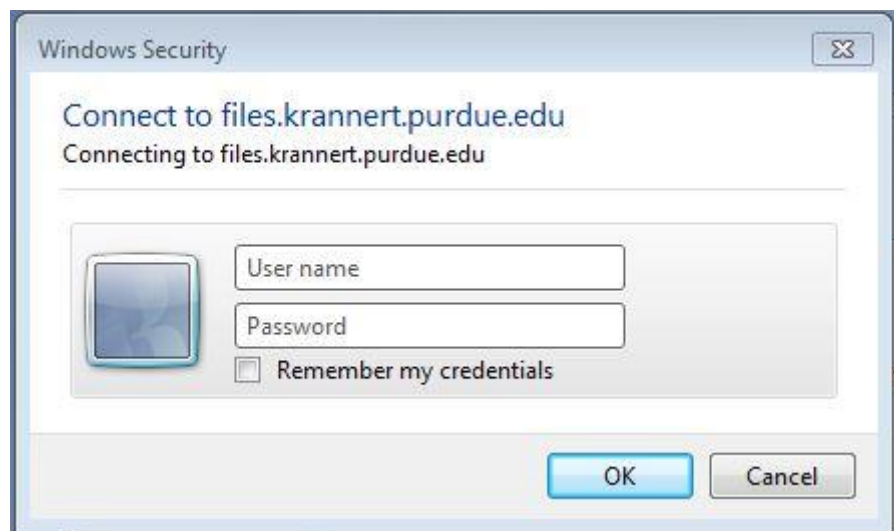 Windows Security
Connect to files.krannert.purdue.edu
Connecting to files.krannert.purdue.edu
User name
Password
Remember my credentials
OK Cancel